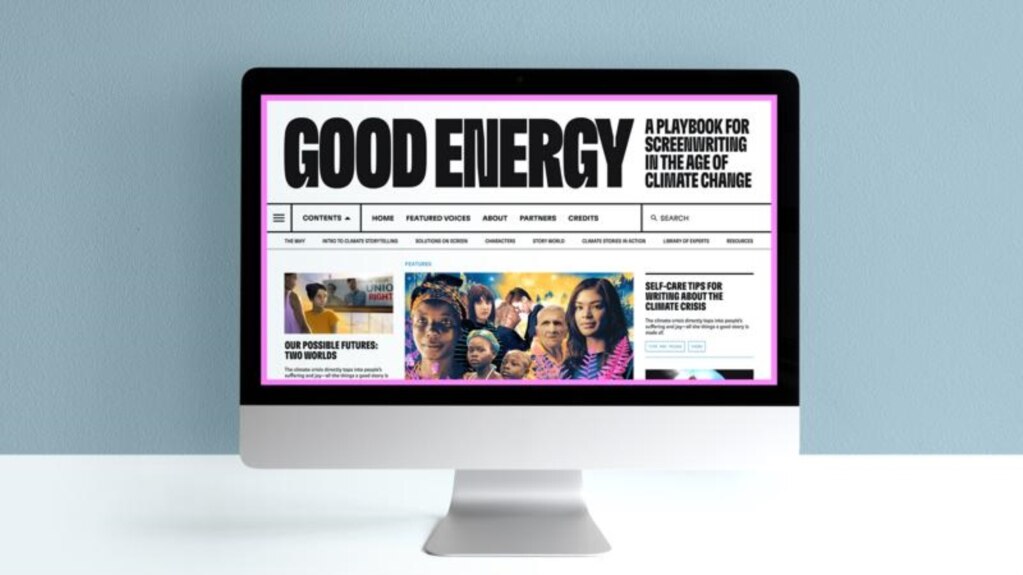 GOOD ENERGY
A PLAYBOOK FOR
SCREENWRITING
IN THE AGE OF
CLIMATE CHANGE
CONTENTS HOME FEATURED VOICES ABOUT PARTNERS CREDITS SEARCH
THE WHY INTRO TO CLIMATE STORYTELLING SOLUTIONS ON SCREEN CHARACTERS STORY-WORLD CLIMATE STORIES IN ACTION LIBRARY OF EXPERTS RESOURCES
FEATURES
UNIO
RIGHT
OUR POSSIBLE FUTURES:
TWO WORLDS
The climate crisis directly taps into people's
suffering and joy—all the things a good story is
SELF-CARE TIPS FOR
WRITING ABOUT THE
CLIMATE CRISIS
The climate crisis directly taps into people's
suffering and joy—all the things a good story is
made of.